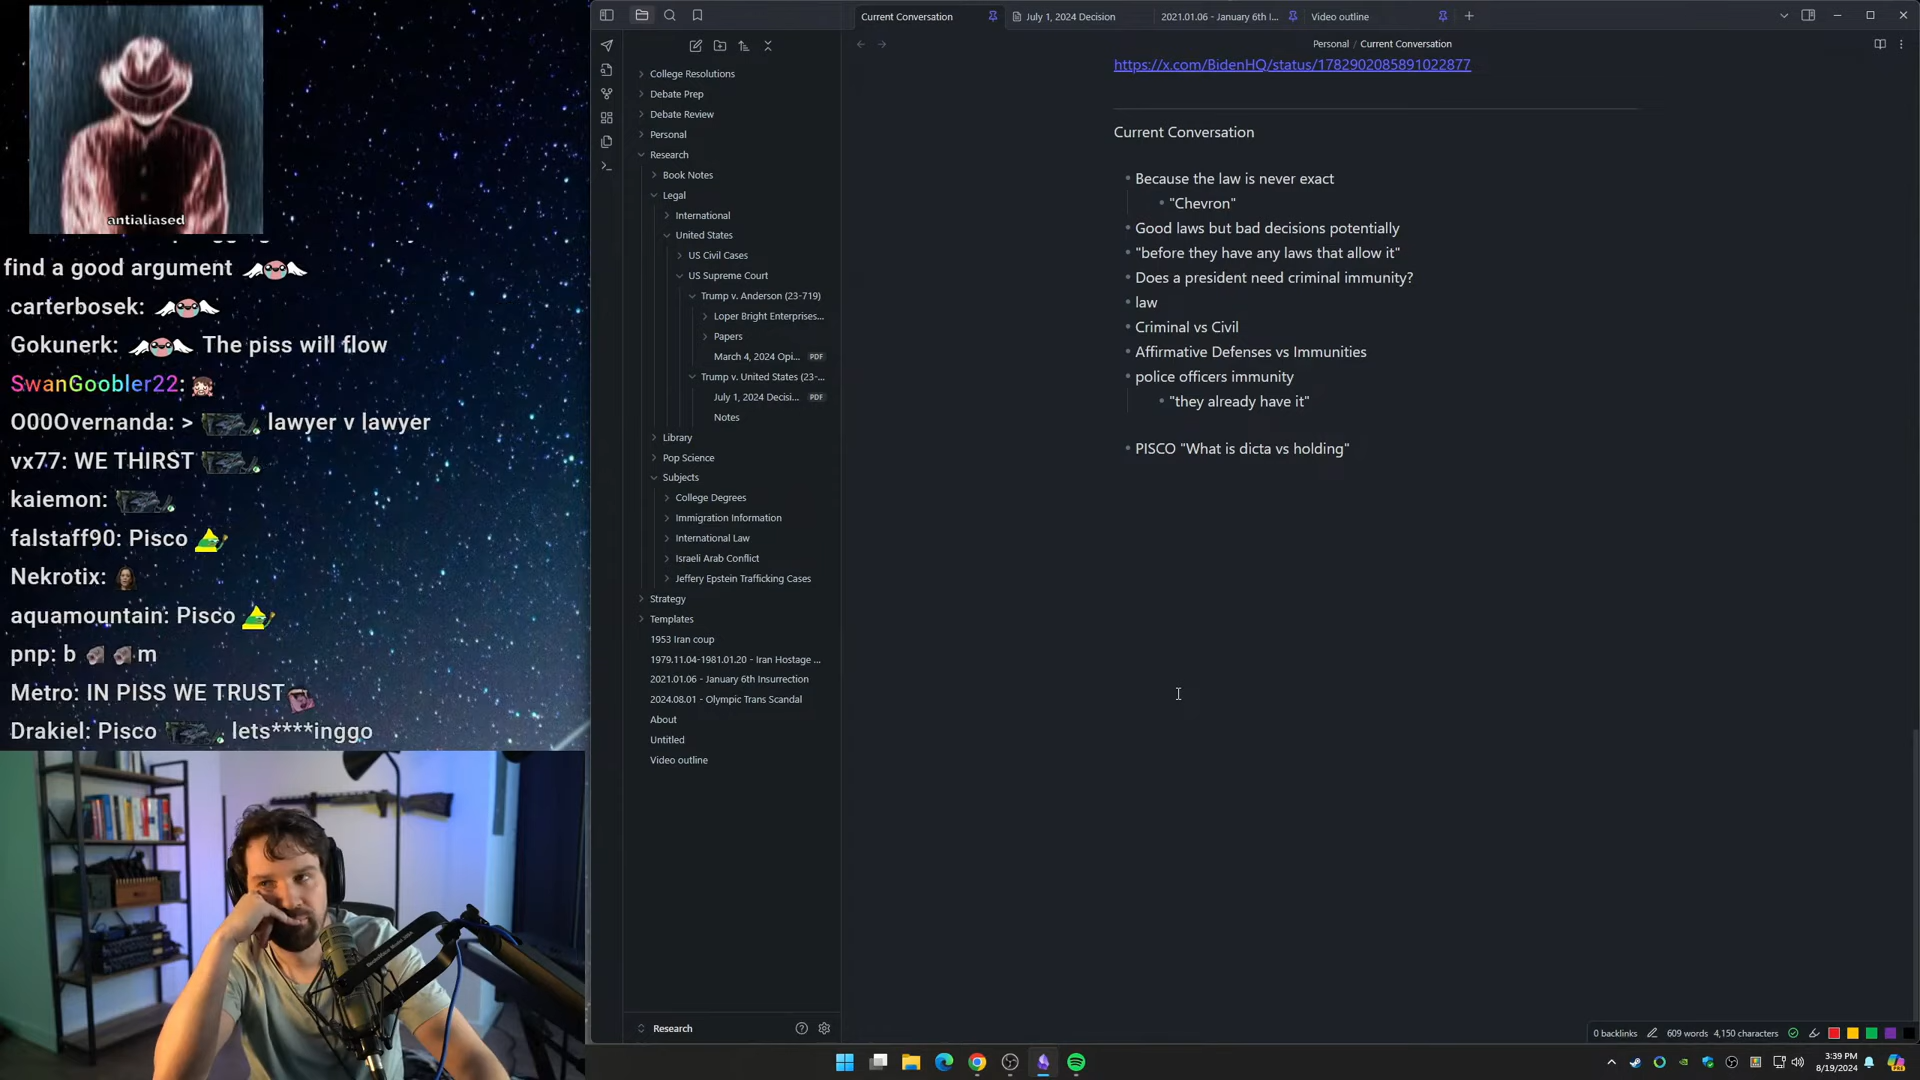 antialiased
find a good argument
carterbosek:
Gokunerk: The piss will flow
SwanGoobler22:
O00Overnanda: > lawyer v lawyer
vx77: WE THIRST
kaiemon:
falstaff90: Pisco
Nekrotix:
aquamountain: Pisco
pnp: b m
Metro: IN PISS WE TRUST
Drakiel: Pisco . lets****inggo
College Resolutions
Debate Prep
Debate Review
Personal
Research
Book Notes
Legal
International
United States
US Civil Cases
US Supreme Court
Trump v. Anderson (23-719)
Loper Bright Enterprises...
Papers
March 4, 2024 Opi... PDF
Trump v. United States (23-...
July 1, 2024 Decisi... PDF
Notes
Library
Pop Science
Subjects
College Degrees
Immigration Information
International Law
Israeli Arab Conflict
Jeffery Epstein Trafficking Cases
Strategy
Templates
1953 Iran coup
1979.11.04-1981.01.20 - Iran Hostage ...
2021.01.06 - January 6th Insurrection
2024.08.01 - Olympic Trans Scandal
About
Untitled
Video outline
Research
Current Conversation
July 1, 2024 Decision
2021.01.06 - January 6th I...
Video outline
Personal / Current Conversation
https://x.com/BidenHQ/status/1782902085891022877
Current Conversation
Because the law is never exact
"Chevron"
Good laws but bad decisions potentially
"before they have any laws that allow it"
Does a president need criminal immunity?
law
Criminal vs Civil
Affirmative Defenses vs Immunities
police officers immunity
"they already have it"
PISCO "What is dicta vs holding"
0 backlinks 609 words 4,150 characters
3:39 PM
8/19/2024